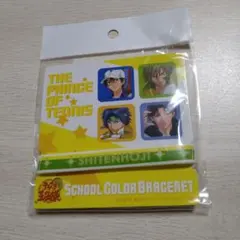 THE PRINCE
OF
TENNIS
SHITENHOJI
SCHOOL COLOR BRACELET